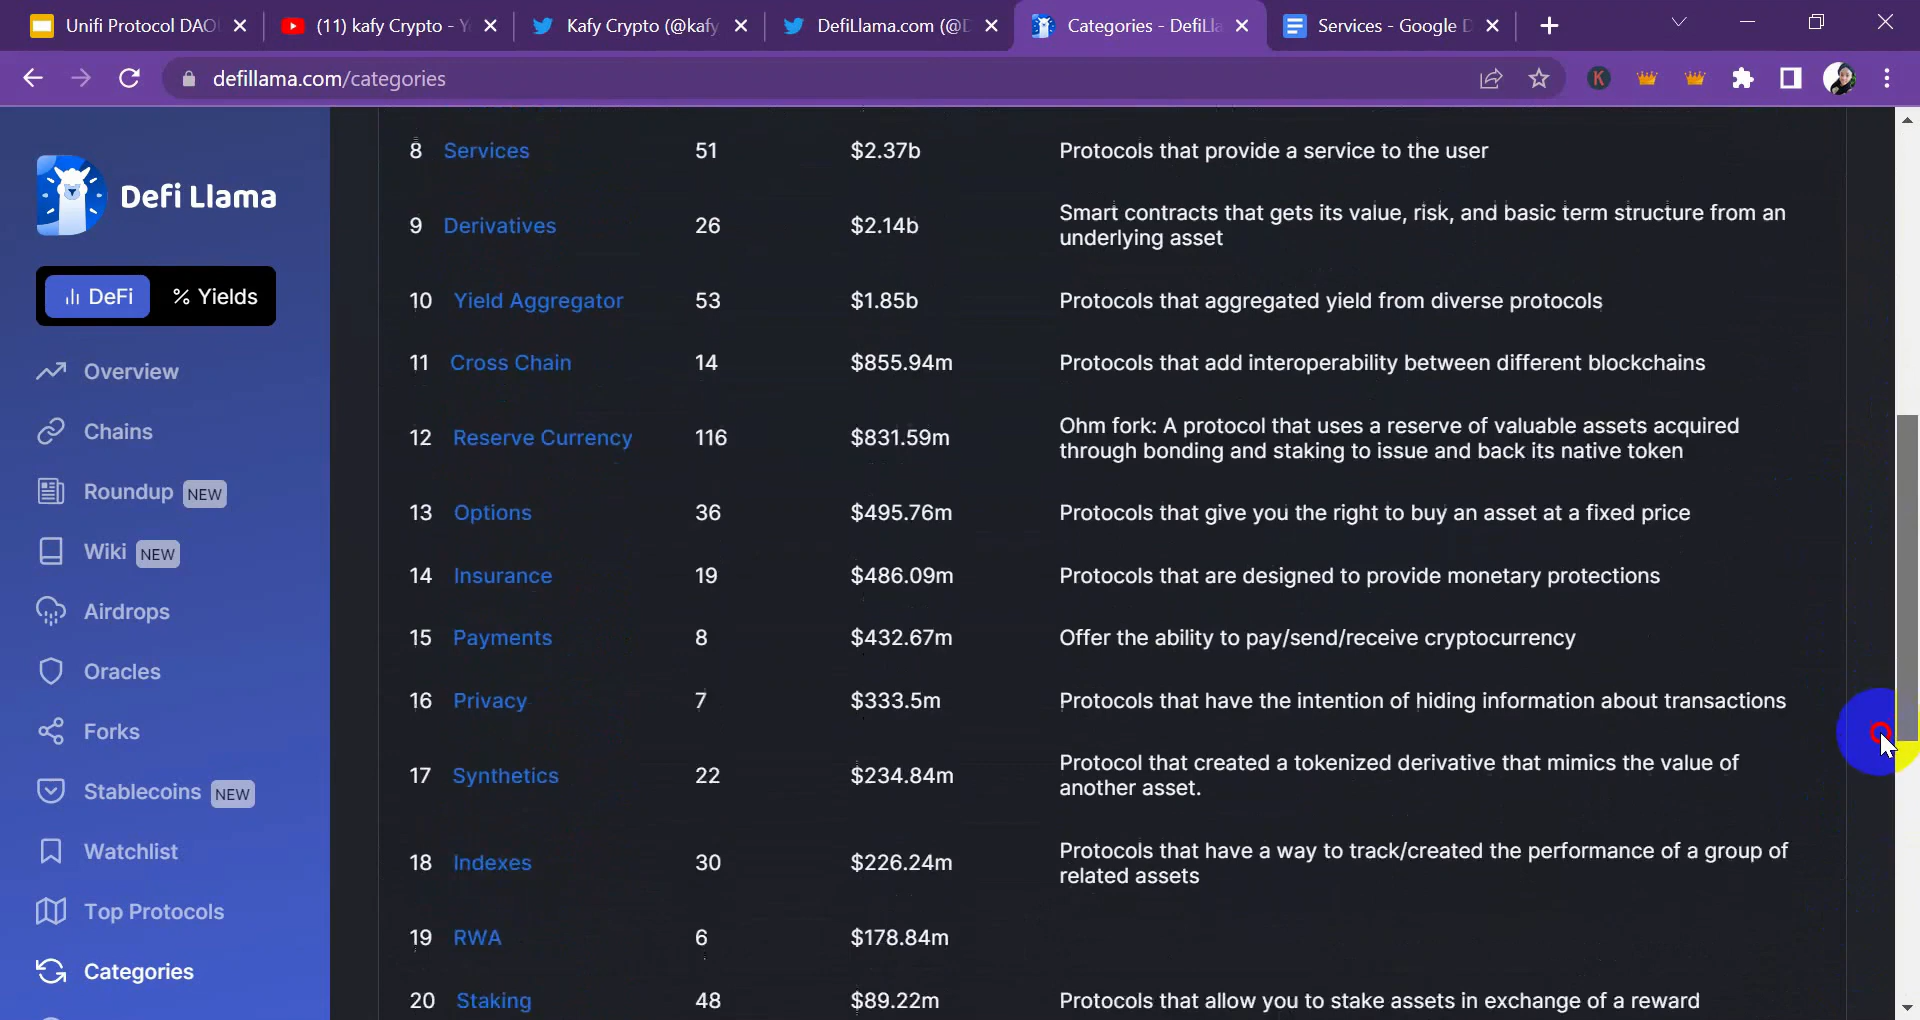 Unifi Protocol DAO
(11) kafy Crypto - Y
Kafy Crypto (@kafy
DefiLlama.com (@D
Categories - DefiLla
Services - Google D
defillama.com/categories
K
Defi Llama
DeFi
% Yields
Overview
Chains
Roundup NEW
Wiki NEW
Airdrops
Oracles
Forks
Stablecoins NEW
Watchlist
Top Protocols
Categories
8 Services 51 $2.37b Protocols that provide a service to the user
9 Derivatives 26 $2.14b Smart contracts that gets its value, risk, and basic term structure from an
underlying asset
10 Yield Aggregator 53 $1.85b Protocols that aggregated yield from diverse protocols
11 Cross Chain 14 $855.94m Protocols that add interoperability between different blockchains
12 Reserve Currency 116 $831.59m Ohm fork: A protocol that uses a reserve of valuable assets acquired
through bonding and staking to issue and back its native token
13 Options 36 $495.76m Protocols that give you the right to buy an asset at a fixed price
14 Insurance 19 $486.09m Protocols that are designed to provide monetary protections
15 Payments 8 $432.67m Offer the ability to pay/send/receive cryptocurrency
16 Privacy 7 $333.5m Protocols that have the intention of hiding information about transactions
17 Synthetics 22 $234.84m Protocol that created a tokenized derivative that mimics the value of
another asset.
18 Indexes 30 $226.24m Protocols that have a way to track/created the performance of a group of
related assets
19 RWA 6 $178.84m
20 Staking 48 $89.22m Protocols that allow you to stake assets in exchange of a reward